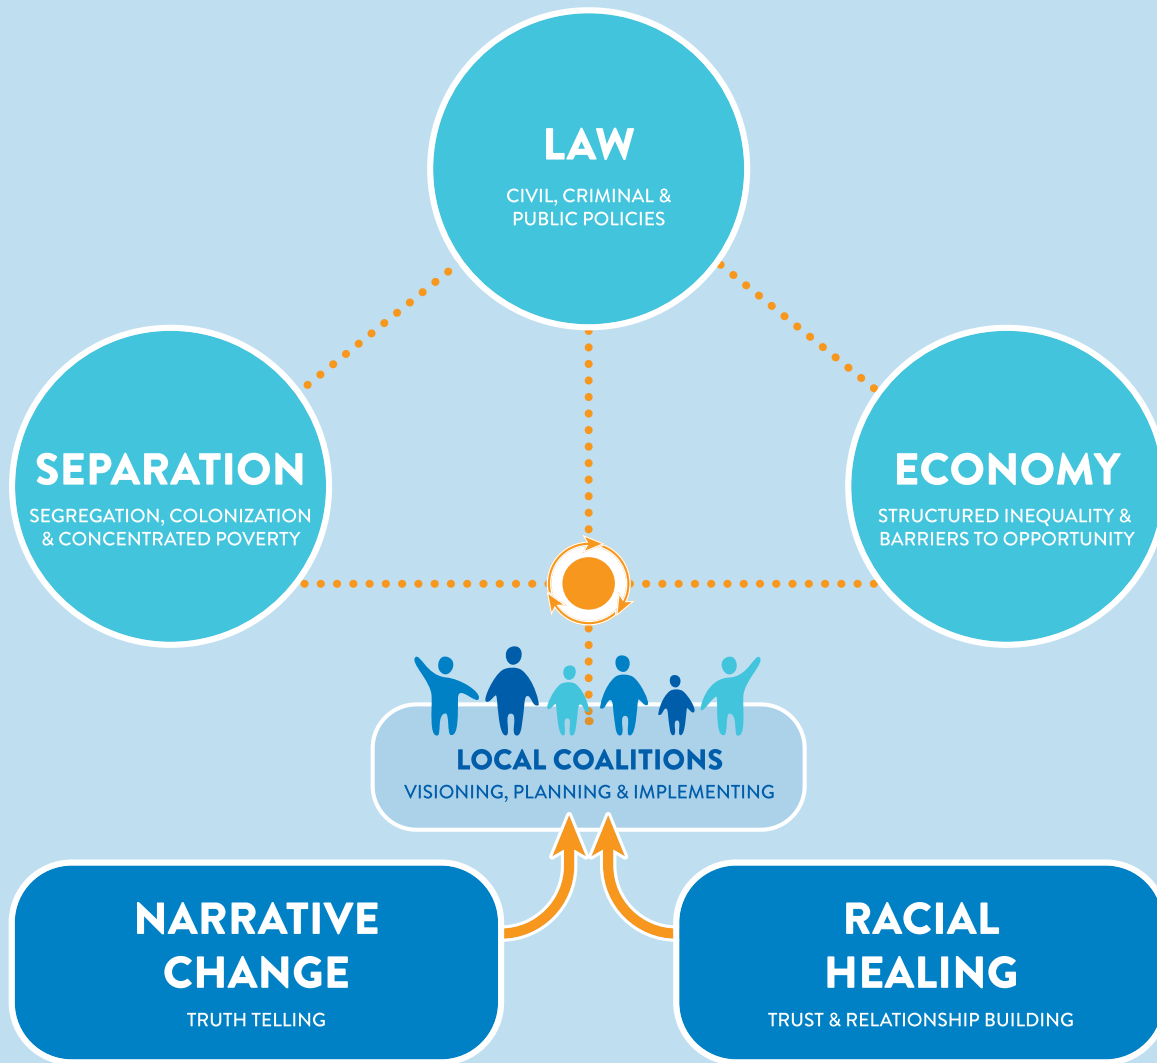 LAW
CIVIL, CRIMINAL &
PUBLIC POLICIES
SEPARATION
SEGREGATION, COLONIZATION
& CONCENTRATED POVERTY
ECONOMY
STRUCTURED INEQUALITY &
BARRIERS TO OPPORTUNITY
LOCAL COALITIONS
VISIONING, PLANNING & IMPLEMENTING
NARRATIVE
CHANGE
TRUTH TELLING
RACIAL
HEALING
TRUST & RELATIONSHIP BUILDING